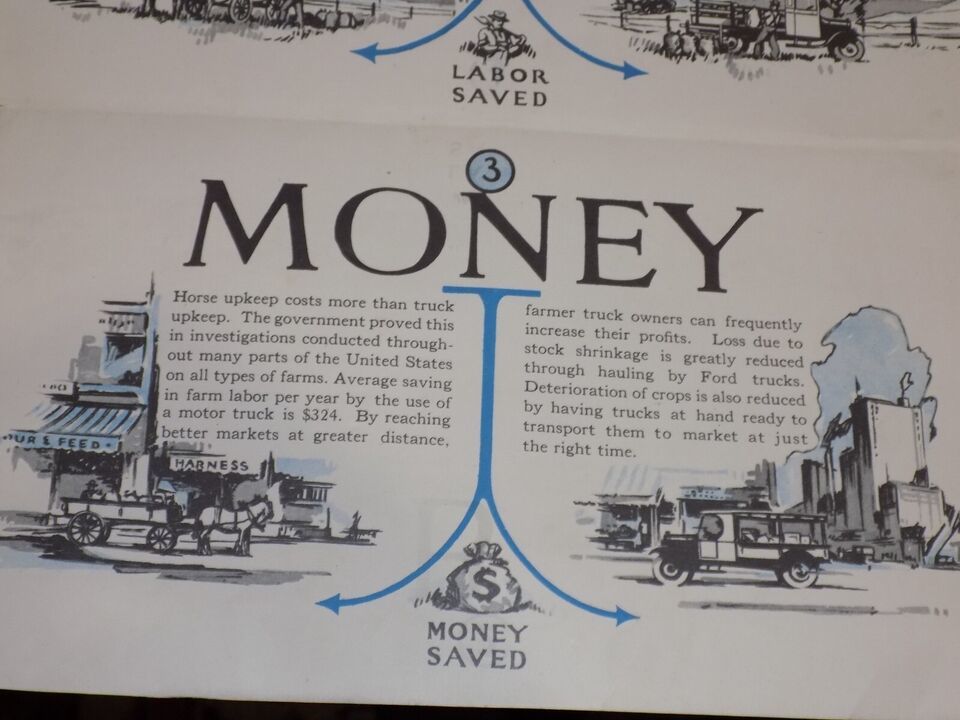 LABOR
SAVED
3
MONEY
Horse upkeep costs more than truck
upkeep. The government proved this
in investigations conducted through-
out many parts of the United States
on all types of farms. Average saving
in farm labor per year by the use of
a motor truck is $324. By reaching
better markets at greater distance,
farmer truck owners can frequently
increase their profits. Loss due to
stock shrinkage is greatly reduced
through hauling by Ford trucks.
Deterioration of crops is also reduced
by having trucks at hand ready to
transport them to market at just
the right time.
UR & FEED
HARNESS
$
MONEY
SAVED